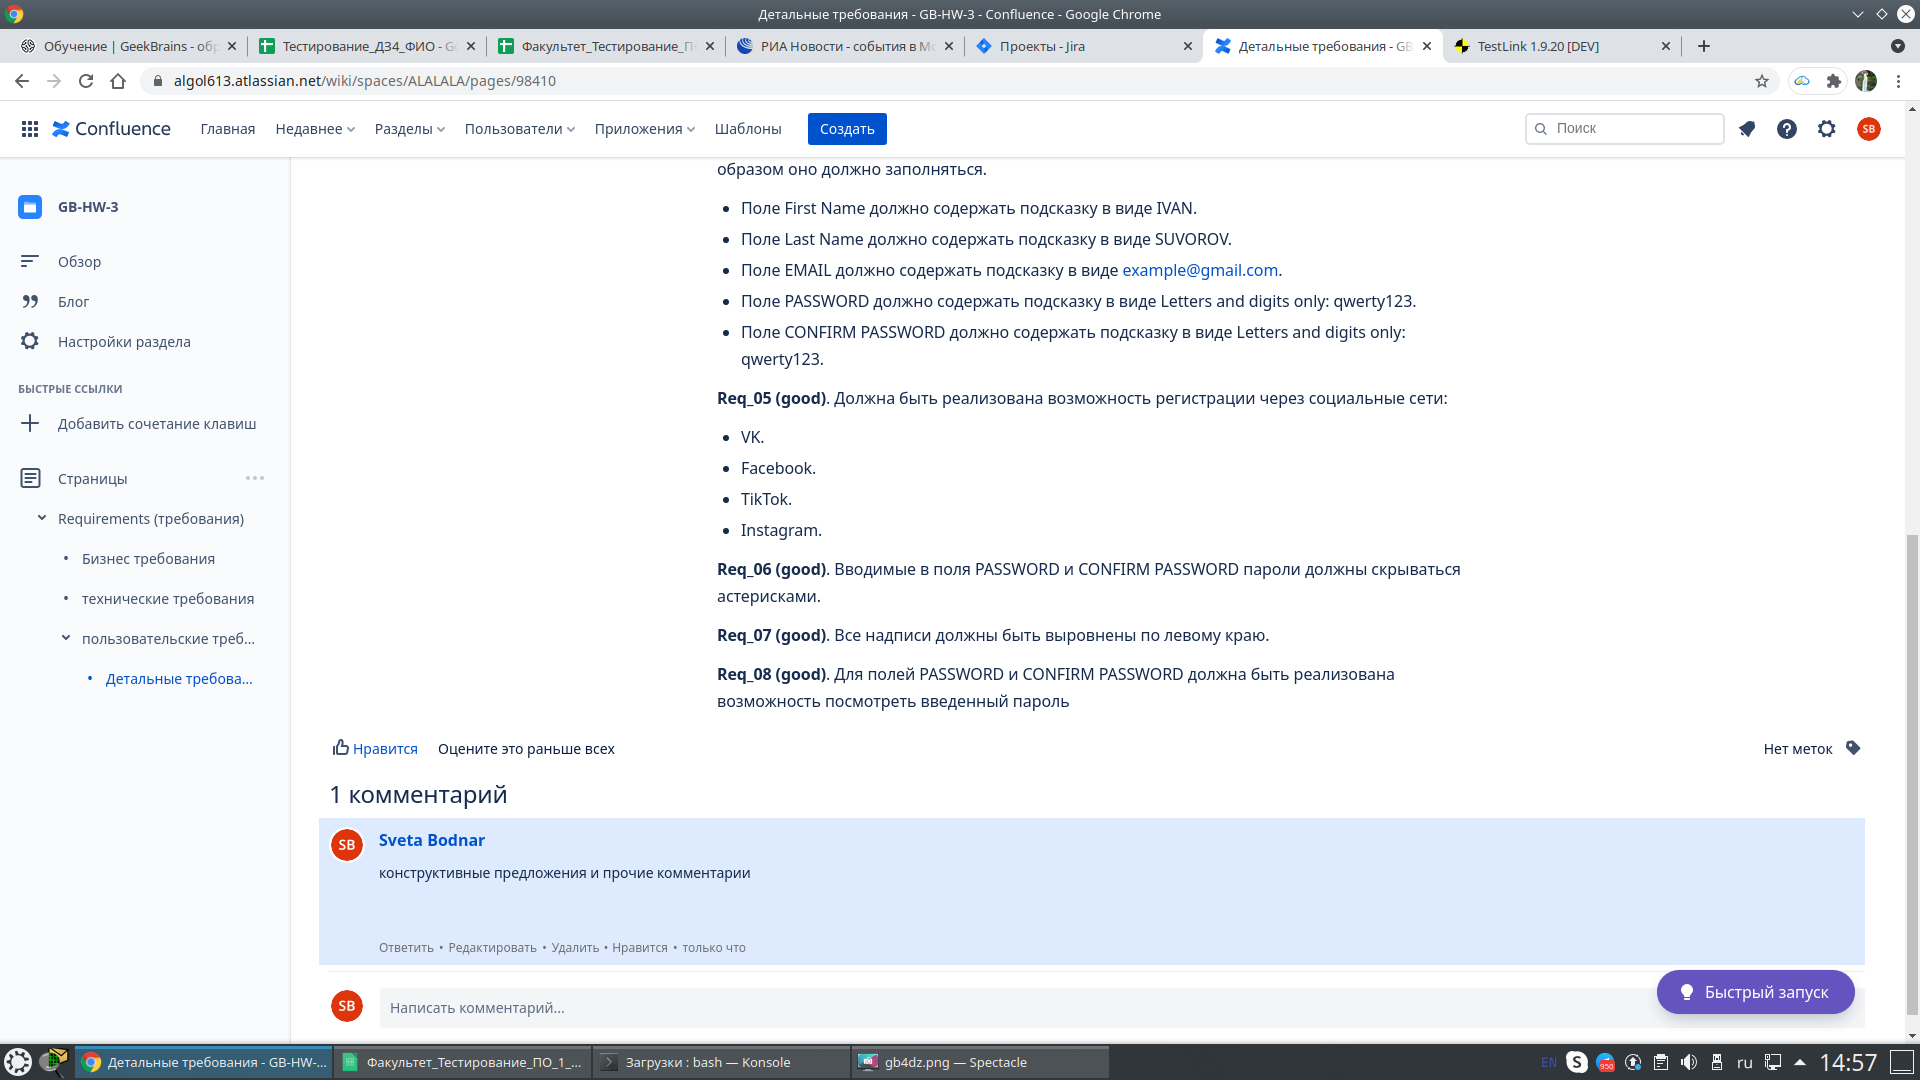 Детальные требования - GB-HW-3 - Confluence - Google Chrome
Обучение | GeekBrains - обр
Тестирование_ДЗ4_ФИО - Go
Факультет_Тестирование_П
РИА Новости - события в Мо
Проекты - Jira
Детальные требования - GB
TestLink 1.9.20 [DEV]
algol613.atlassian.net/wiki/spaces/ALALALA/pages/98410
Confluence
Главная
Недавнее
Разделы
Пользователи
Приложения
Шаблоны
Создать
Поиск
SB
GB-HW-3
Обзор
Блог
Настройки раздела
БЫСТРЫЕ ССЫЛКИ
Добавить сочетание клавиш
Страницы
Requirements (требования)
• Бизнес требования
• технические требования
пользовательские треб...
• Детальные требова...
образом оно должно заполняться.
• Поле First Name должно содержать подсказку в виде IVAN.
• Поле Last Name должно содержать подсказку в виде SUVOROV.
• Поле EMAIL должно содержать подсказку в виде example@gmail.com.
• Поле PASSWORD должно содержать подсказку в виде Letters and digits only: qwerty123.
• Поле CONFIRM PASSWORD должно содержать подсказку в виде Letters and digits only:
qwerty123.
Req_05 (good). Должна быть реализована возможность регистрации через социальные сети:
• VK.
• Facebook.
• TikTok.
• Instagram.
Req_06 (good). Вводимые в поля PASSWORD и CONFIRM PASSWORD пароли должны скрываться
астерисками.
Req_07 (good). Все надписи должны быть выровнены по левому краю.
Req_08 (good). Для полей PASSWORD и CONFIRM PASSWORD должна быть реализована
возможность посмотреть введенный пароль
Нравится
Оцените это раньше всех
Нет меток
1 комментарий
SB
Sveta Bodnar
конструктивные предложения и прочие комментарии
Ответить • Редактировать • Удалить • Нравится • только что
SB
Написать комментарий...
Быстрый запуск
Детальные требования - GB-HW-...
Факультет_Тестирование_ПО_1_...
Загрузки : bash — Konsole
gb4dz.png — Spectacle
EN
S
950
ru
14:57